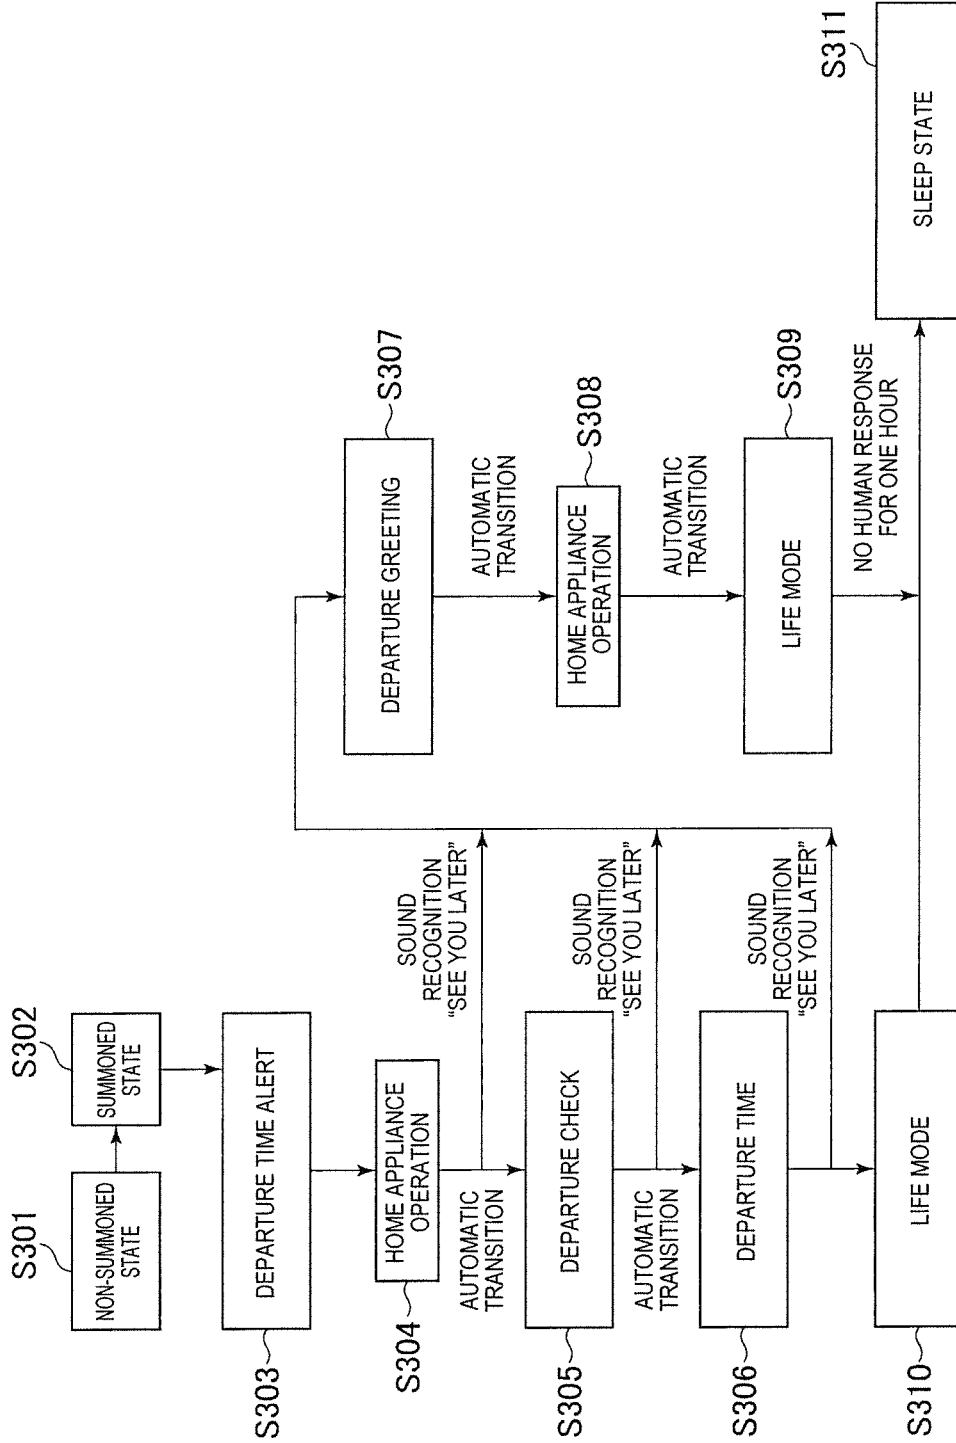 S301
NON-SUMMONED
STATE
S302
SUMMONED
STATE
S303
DEPARTURE TIME ALERT
S304
HOME APPLIANCE
OPERATION
AUTOMATIC
TRANSITION
SOUND
RECOGNITION
“SEE YOU LATER”
S305
DEPARTURE CHECK
AUTOMATIC
TRANSITION
SOUND
RECOGNITION
“SEE YOU LATER”
S306
DEPARTURE TIME
SOUND
RECOGNITION
“SEE YOU LATER”
S310
LIFE MODE
S307
DEPARTURE GREETING
AUTOMATIC
TRANSITION
S308
HOME APPLIANCE
OPERATION
AUTOMATIC
TRANSITION
S309
LIFE MODE
NO HUMAN RESPONSE
FOR ONE HOUR
S311
SLEEP STATE